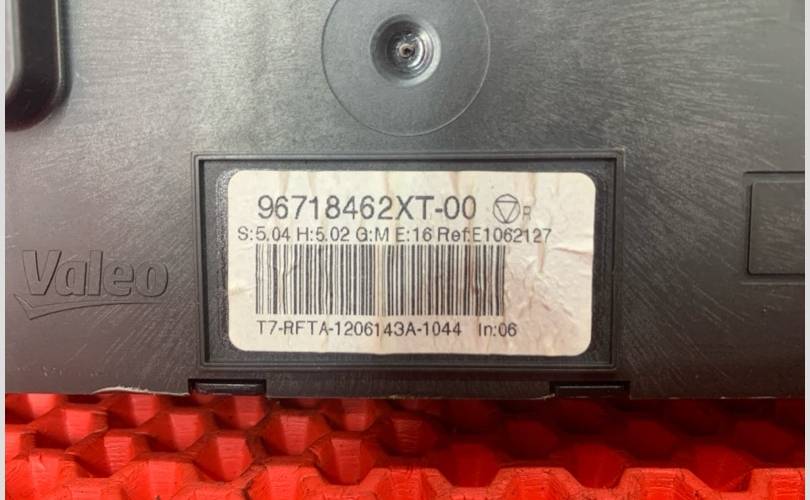 96718462XT-00 R
S:5.04 H:5.02 G:M E:16 Ref:E1062127
Valeo
T7-RFTA-1206143A-1044 In:06